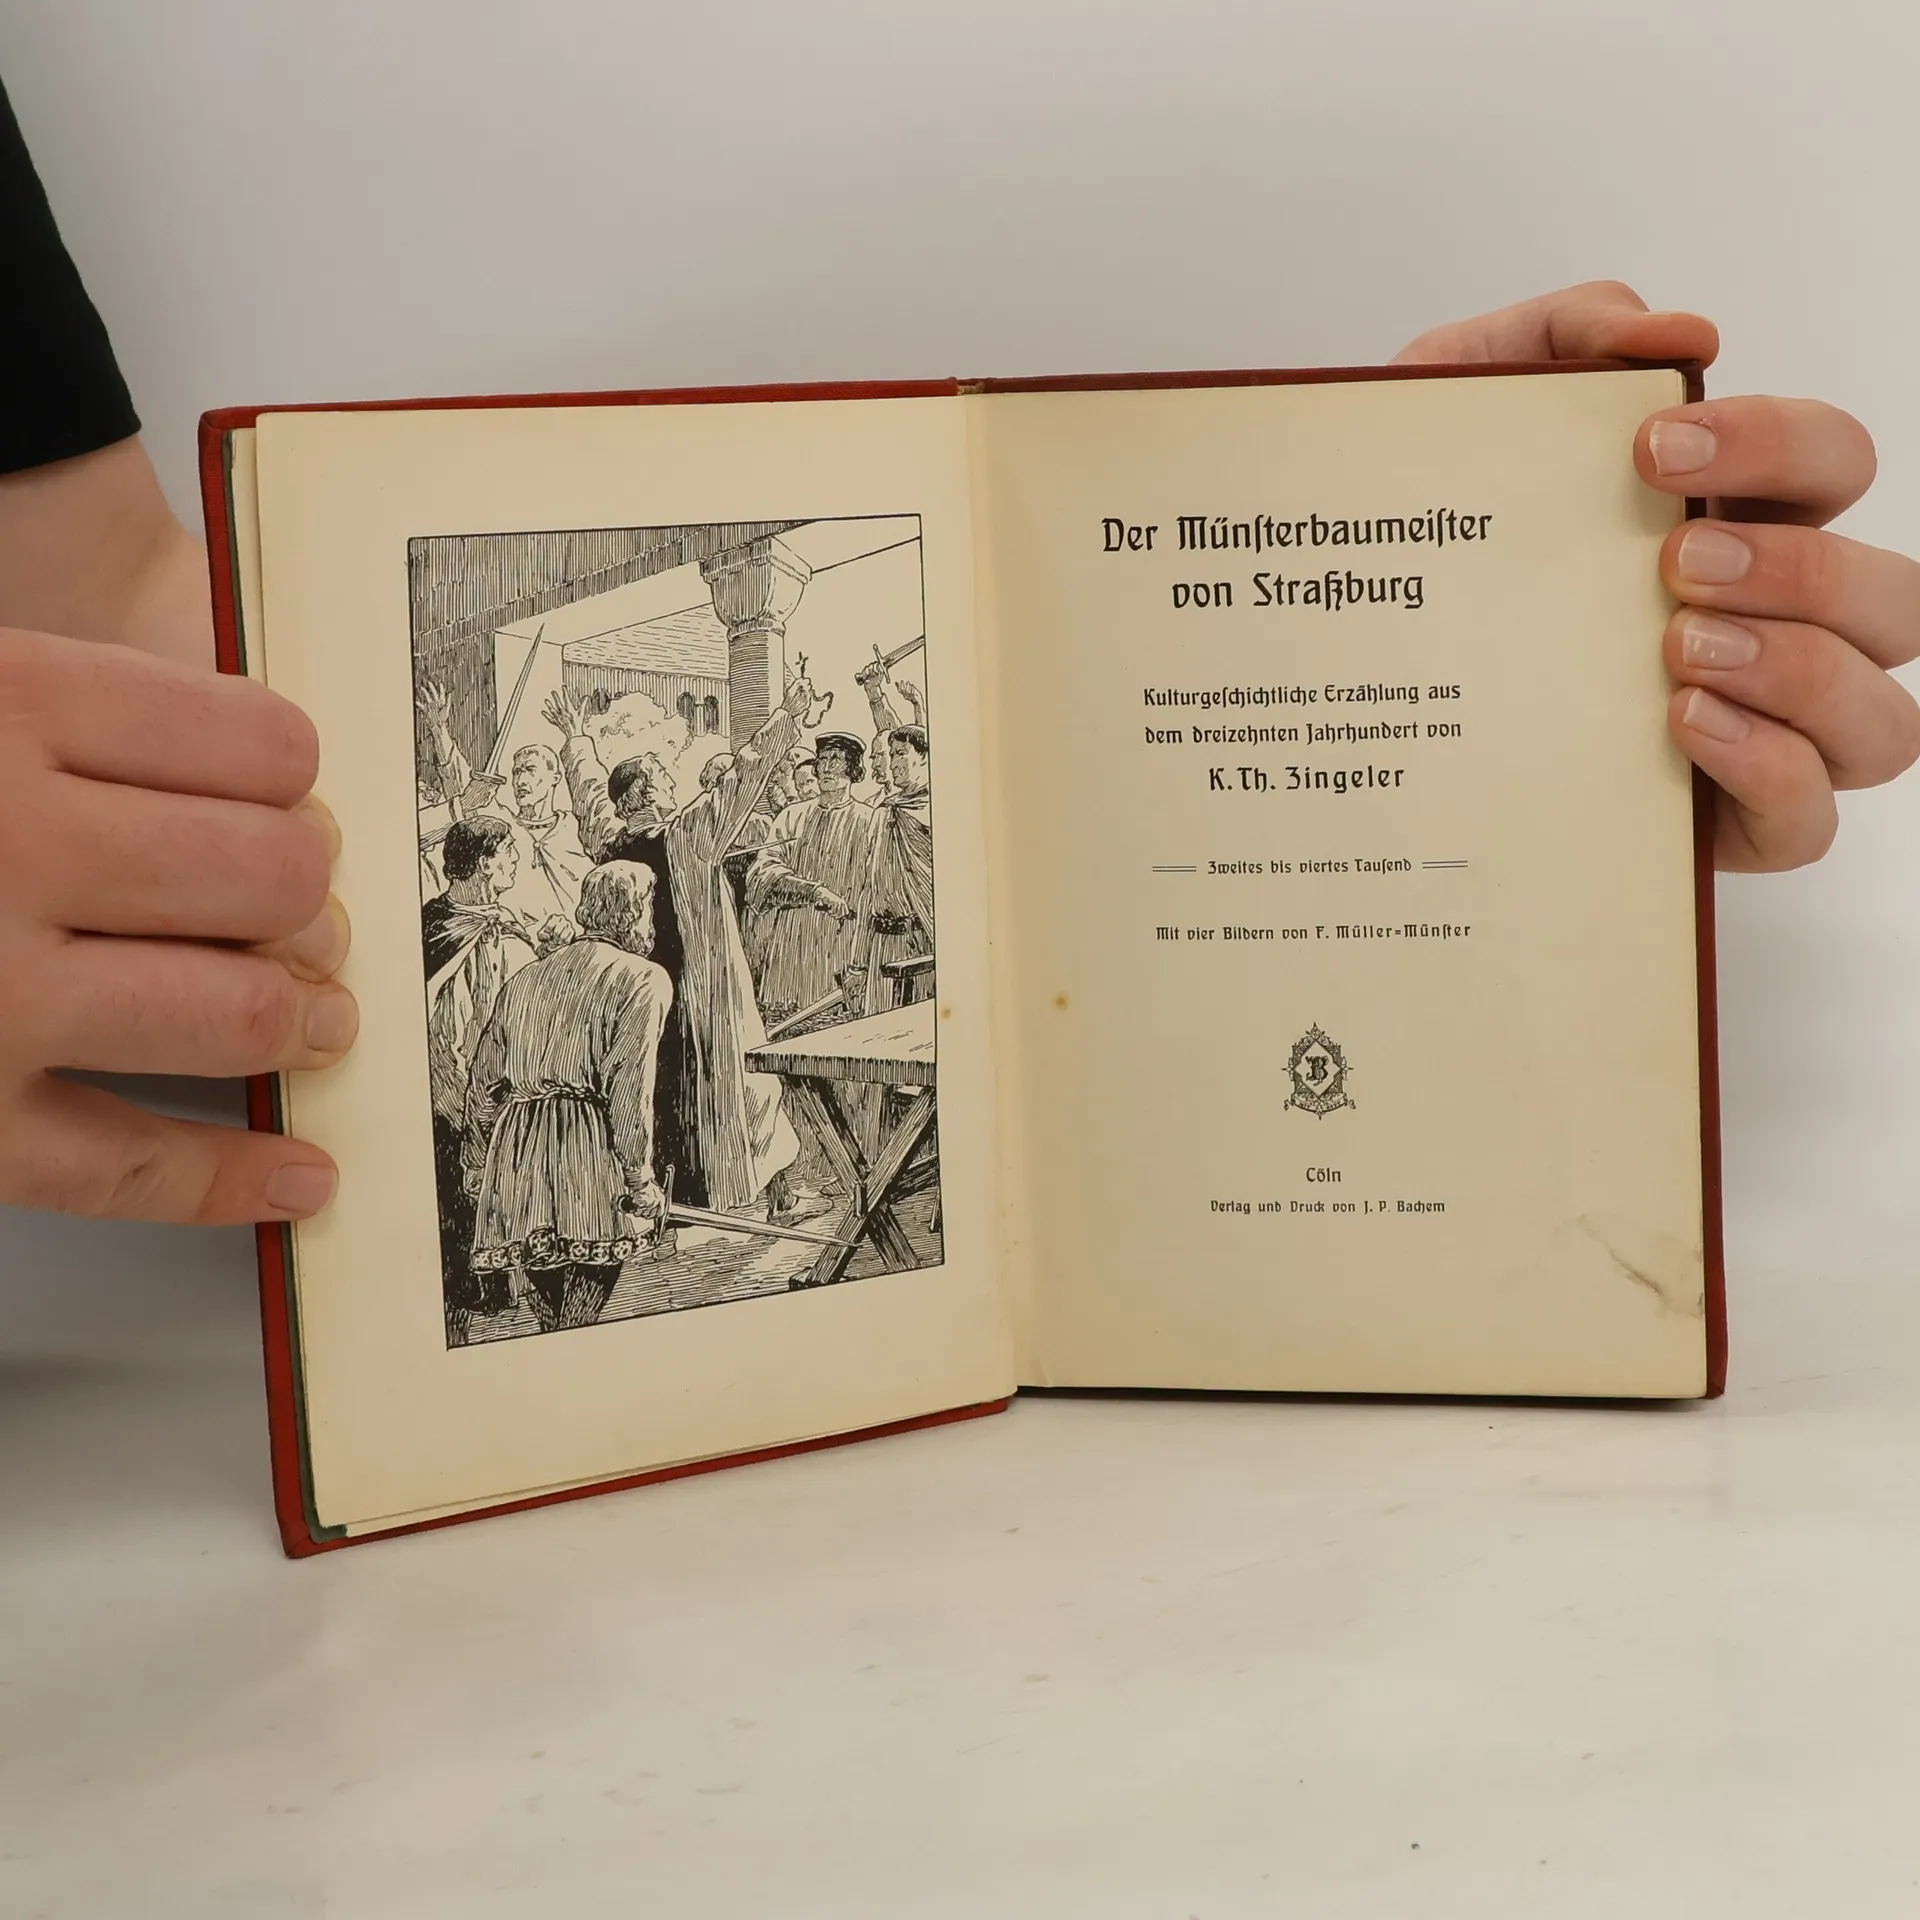 Der Münſterbaumeiſter
von Straßburg
Kulturgeſchichtliche Erzählung aus
dem dreizehnten Jahrhundert von
K. Th. Zingeler
Zweites bis viertes Tauſend
Mit vier Bildern von F. Müller=Münſter
B
Cöln
Verlag und Druck von J. P. Bachem